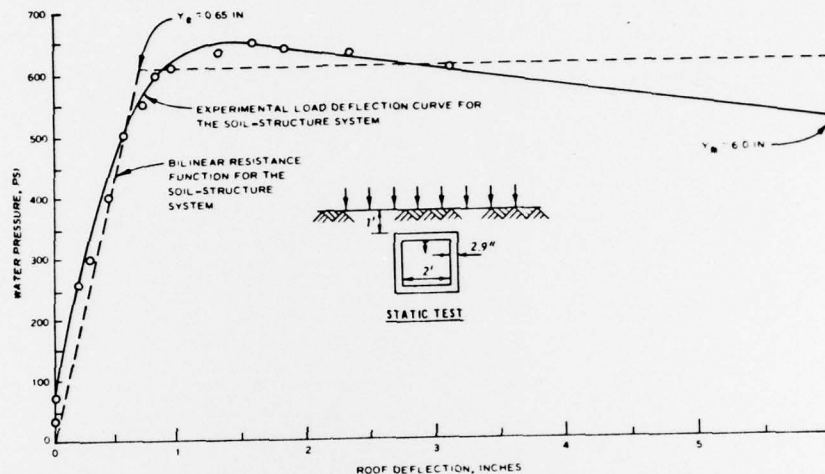 700
600
500
400
300
200
100
0
WATER PRESSURE, PSI
Ye = 0.65 IN
EXPERIMENTAL LOAD DEFLECTION CURVE FOR
THE SOIL-STRUCTURE SYSTEM
BILINEAR RESISTANCE
FUNCTION FOR THE
SOIL-STRUCTURE
SYSTEM
Ym = 6.0 IN
1'
2.9"
2'
STATIC TEST
0
1
2
3
4
5
ROOF DEFLECTION, INCHES